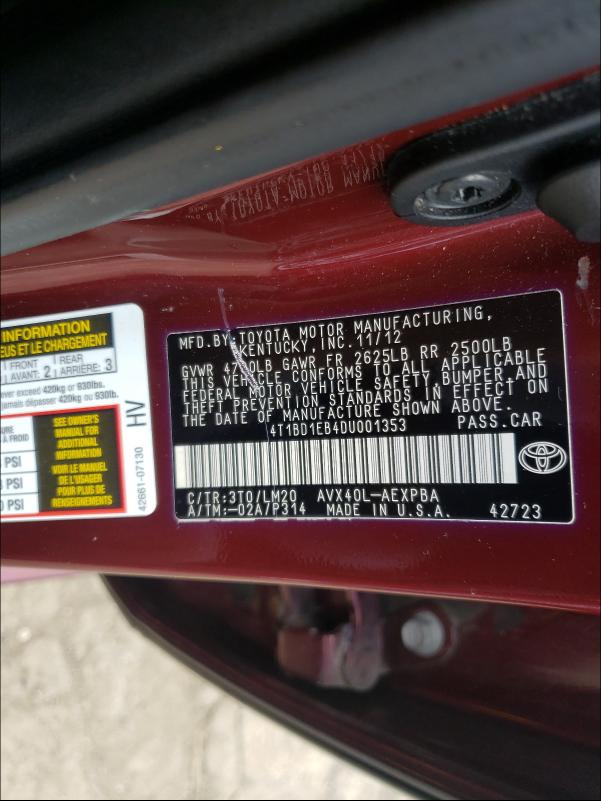 INFORMATION
EUS ET LE CHARGEMENT
FRONT
AVANT: 2
REAR
ARRIÈRE: 3
never exceed 420kg or 930lbs.
jamais dépasser 420kg ou 930lb.
À FROID
PSI
PSI
PSI
SEE OWNER'S
MANUAL FOR
ADDITIONAL
INFORMATION
VOIR LE MANUEL
DE L'USAGER
POUR PLUS DE
RENSEIGNEMENTS
HV
42661-07130
MFD.BY:TOYOTA MOTOR MANUFACTURING,
KENTUCKY, INC. 11/12
GVWR GAWR FR 2625LB RR 2500LB
THIS VEHICLE CONFORMS TO ALL APPLICABLE
FEDERAL MOTOR VEHICLE SAFETY, BUMPER, AND
THEFT PREVENTION STANDARDS IN EFFECT ON
THE DATE OF MANUFACTURE SHOWN ABOVE.
4T1BD1EB4DU001353 PASS.CAR
C/TR:3T0/LM20 AVX40L-AEXPBA
A/TM:-02A/P314 MADE IN U.S.A. 42723